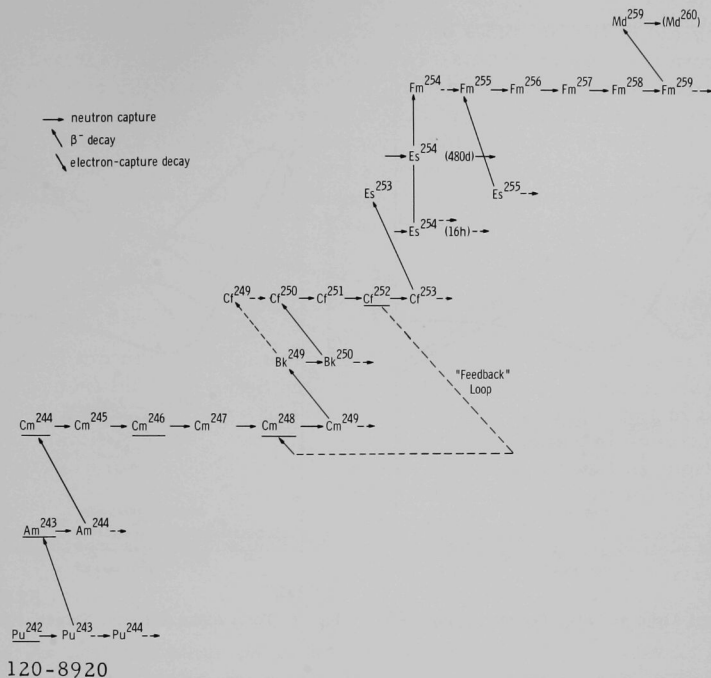 Md²⁵⁹ → (Md²⁶⁰)
Fm²⁵⁴ → Fm²⁵⁵ → Fm²⁵⁶ → Fm²⁵⁷ → Fm²⁵⁸ → Fm²⁵⁹
neutron capture
β⁻ decay
electron-capture decay
Es²⁵⁴ (480d)
Es²⁵³
Es²⁵⁵
Es²⁵⁴ (16h)
Cf²⁴⁹ → Cf²⁵⁰ → Cf²⁵¹ → Cf²⁵² → Cf²⁵³
Bk²⁴⁹ → Bk²⁵⁰
"Feedback"
Loop
Cm²⁴⁴ → Cm²⁴⁵ → Cm²⁴⁶ → Cm²⁴⁷ → Cm²⁴⁸ → Cm²⁴⁹
Am²⁴³ → Am²⁴⁴
Pu²⁴² → Pu²⁴³ → Pu²⁴⁴
120-8920